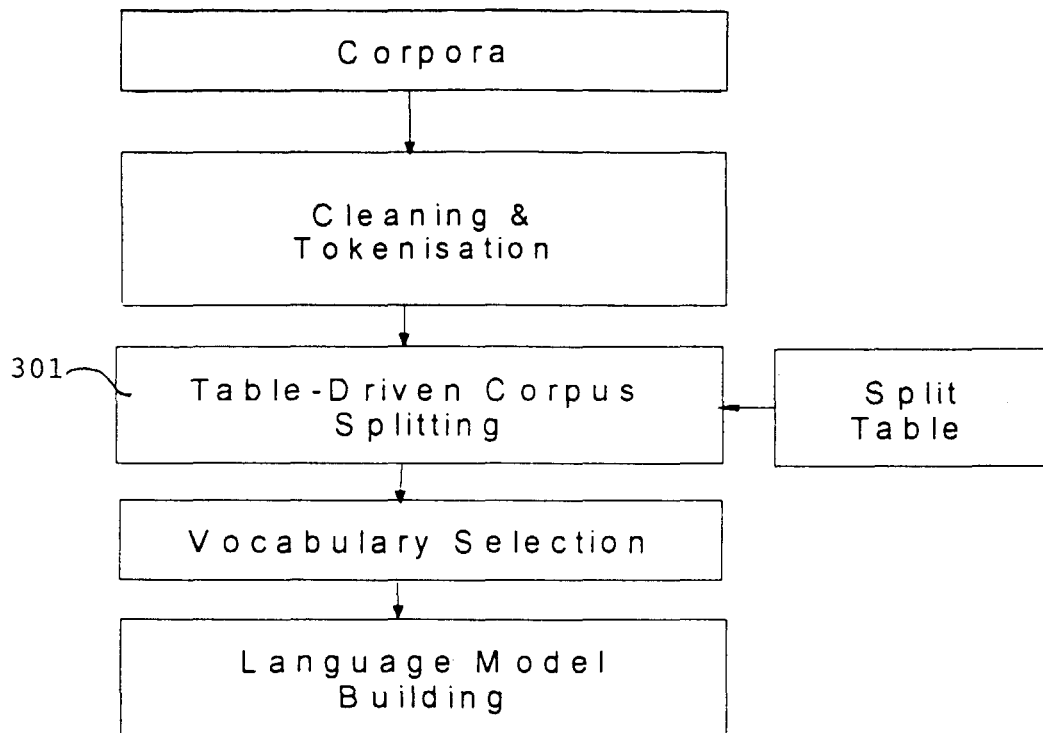 Corpora
Cleaning &
Tokenisation
301
Table-Driven Corpus
Splitting
Split
Table
Vocabulary Selection
Language Model
Building